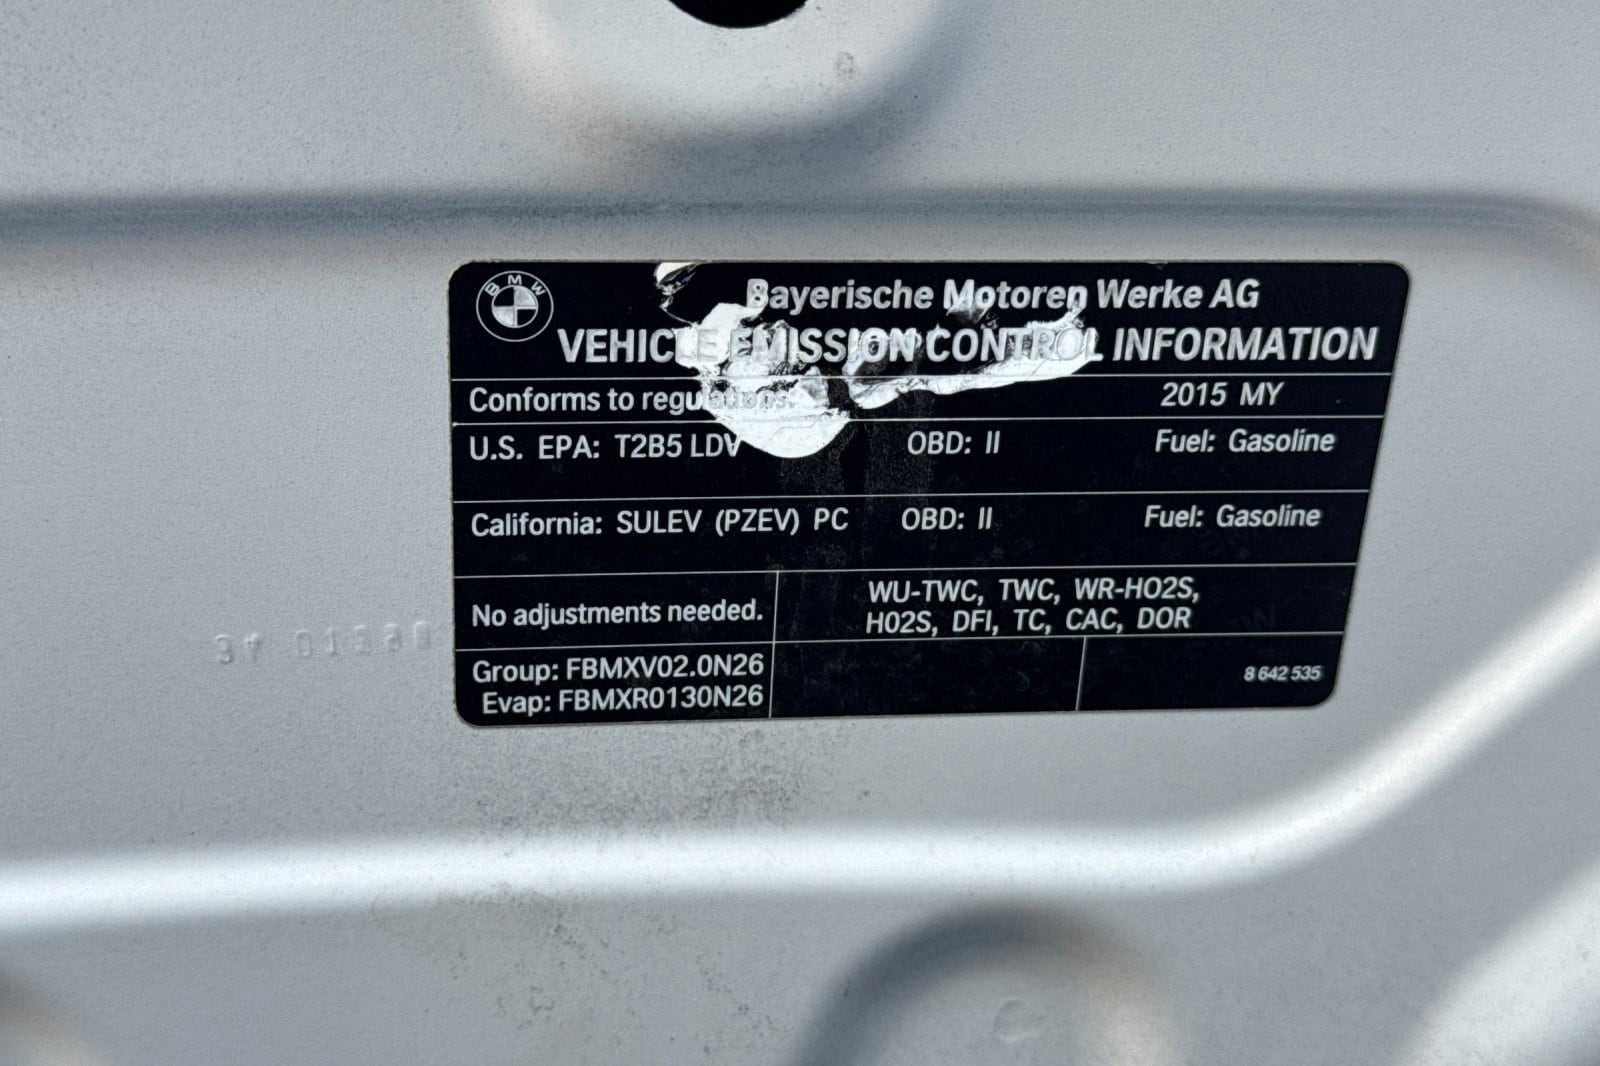 BMW
Bayerische Motoren Werke AG
VEHICLE EMISSION CONTROL INFORMATION
Conforms to regulations: 2015 MY
U.S. EPA: T2B5 LDV OBD: II Fuel: Gasoline
California: SULEV (PZEV) PC OBD: II Fuel: Gasoline
No adjustments needed.
WU-TWC, TWC, WR-HO2S,
H02S, DFI, TC, CAC, DOR
Group: FBMXV02.0N26
Evap: FBMXR0130N26
8 642 535